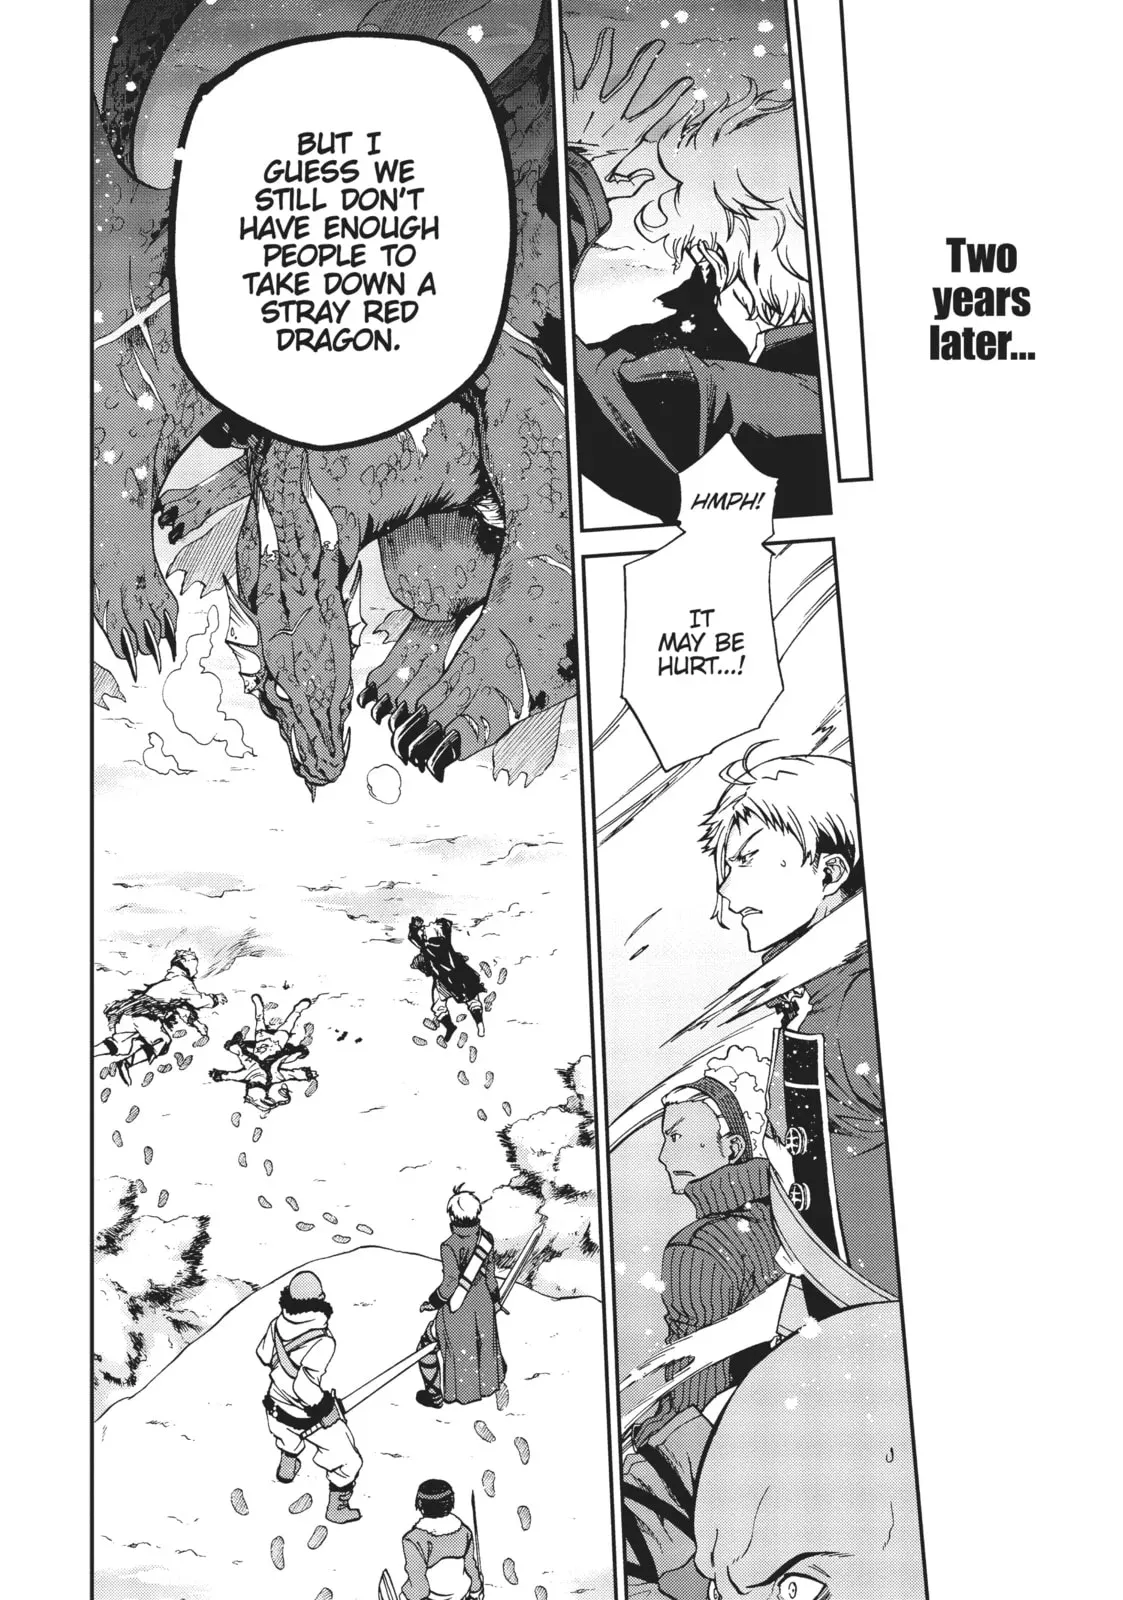 Two
years
later...
HMPH!
IT
MAY BE
HURT...!
BUT I
GUESS WE
STILL DON'T
HAVE ENOUGH
PEOPLE TO
TAKE DOWN A
STRAY RED
DRAGON.